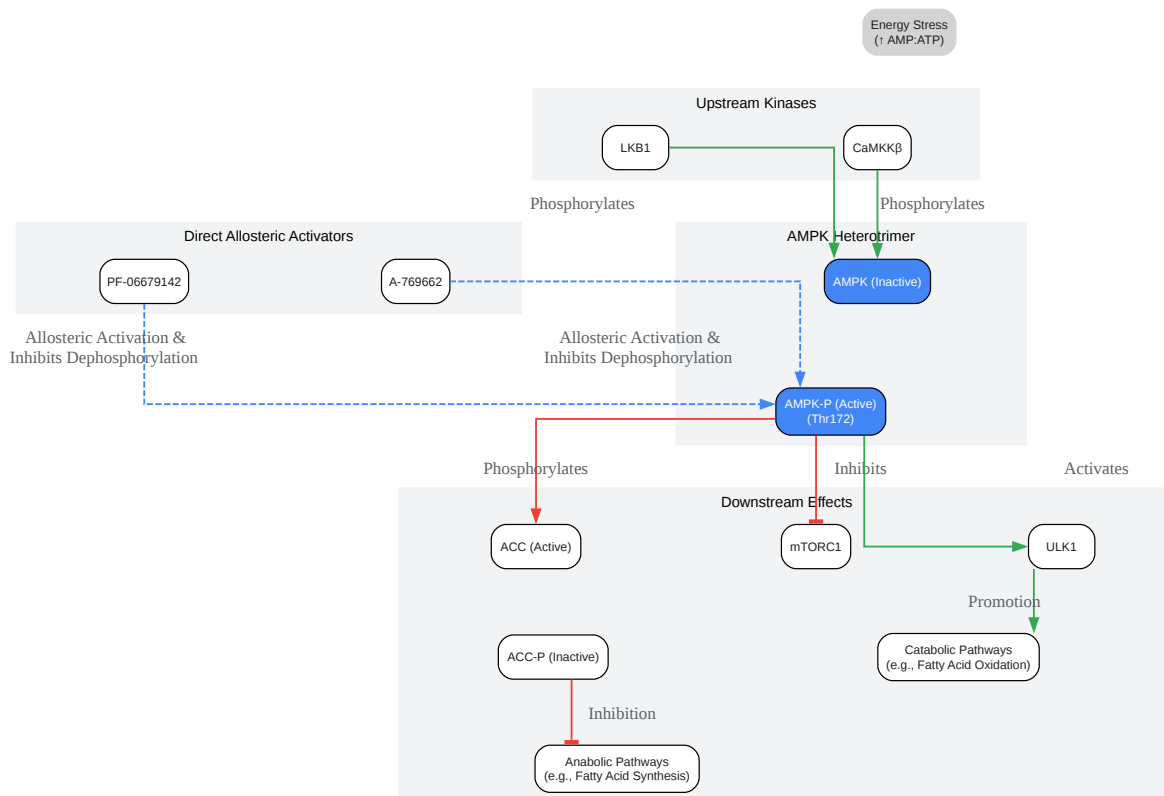 Energy Stress
(↑ AMP:ATP)
Upstream Kinases
LKB1
CaMKKβ
Phosphorylates
Phosphorylates
Direct Allosteric Activators
AMPK Heterotrimer
PF-06679142
A-769662
AMPK (Inactive)
Allosteric Activation &
Inhibits Dephosphorylation
Allosteric Activation &
Inhibits Dephosphorylation
AMPK-P (Active)
(Thr172)
Phosphorylates
Inhibits
Activates
Downstream Effects
ACC (Active)
mTORC1
ULK1
Promotion
ACC-P (Inactive)
Catabolic Pathways
(e.g., Fatty Acid Oxidation)
Inhibition
Anabolic Pathways
(e.g., Fatty Acid Synthesis)